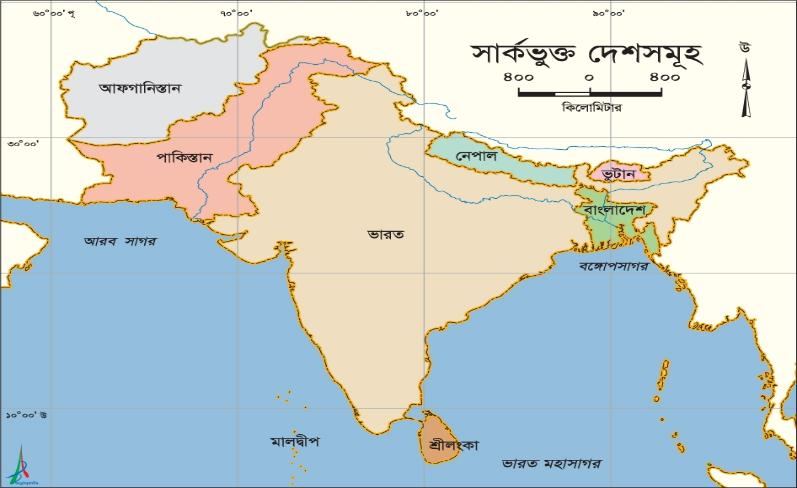 ৬০°০০' পূ
৭০°০০'
৮০°০০'
৯০°০০'
সার্কভুক্ত দেশসমূহ
উ
৪০০ ০ ৪০০
কিলোমিটার
আফগানিস্তান
৩০°০০'
পাকিস্তান
নেপাল
ভুটান
বাংলাদেশ
ভারত
আরব সাগর
বঙ্গোপসাগর
১০°০০' উ
মালদ্বীপ
শ্রীলংকা
ভারত মহাসাগর